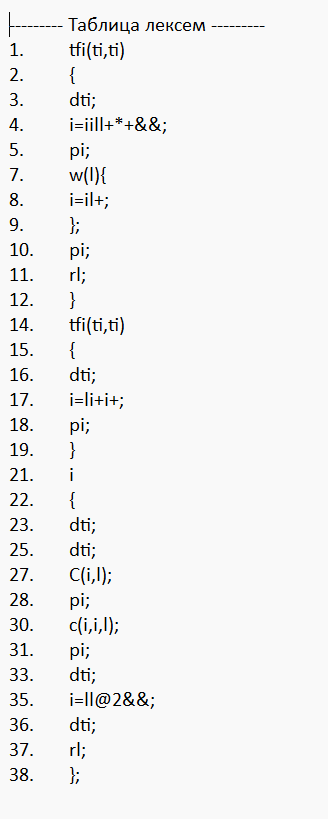 --------- Таблица лексем ---------
1. tfi(ti,ti)
2. {
3. dti;
4. i=iill+*+&&;
5. pi;
7. w(l){
8. i=il+;
9. };
10. pi;
11. rl;
12. }
14. tfi(ti,ti)
15. {
16. dti;
17. i=li+i+;
18. pi;
19. }
21. i
22. {
23. dti;
25. dti;
27. C(i,l);
28. pi;
30. c(i,i,l);
31. pi;
33. dti;
35. i=ll@2&&;
36. dti;
37. rl;
38. };